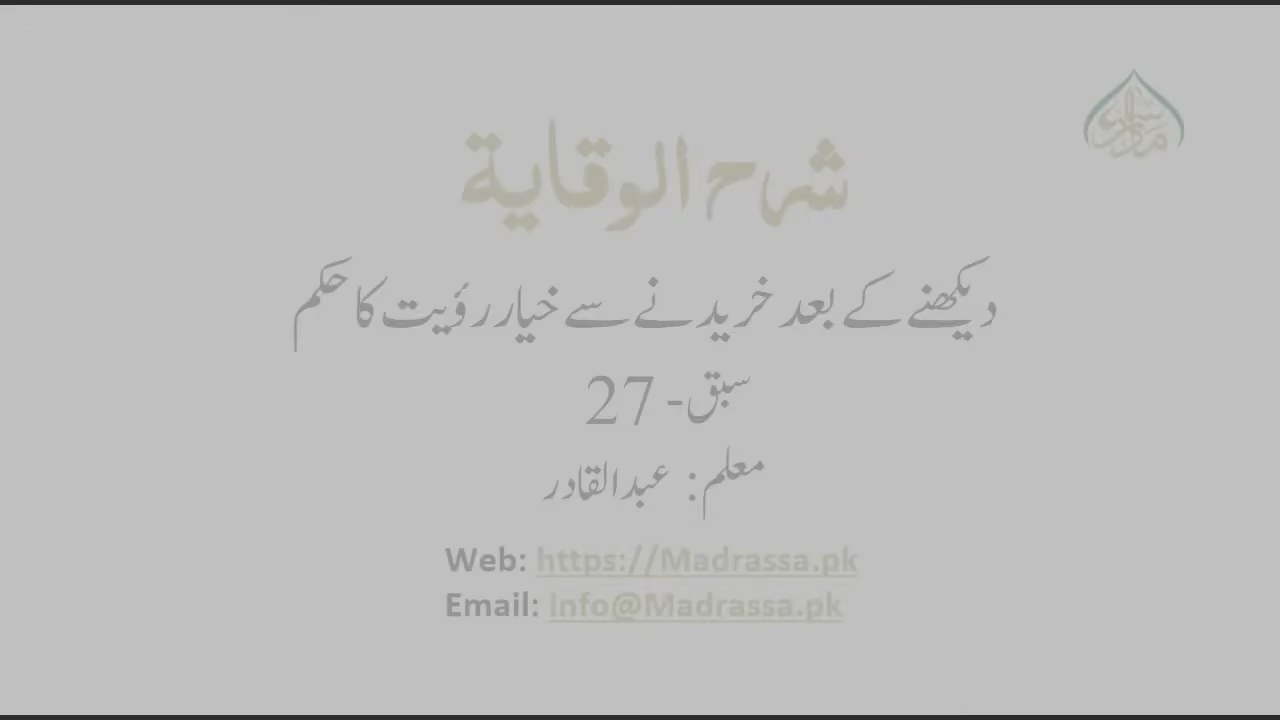 شرح الوقایة
دیکھنے کے بعد خریدنے سے خیار رؤیت کا حکم
سبق - 27
معلم: عبدالقادر
Web: https://Madrassa.pk
Email: info@Madrassa.pk